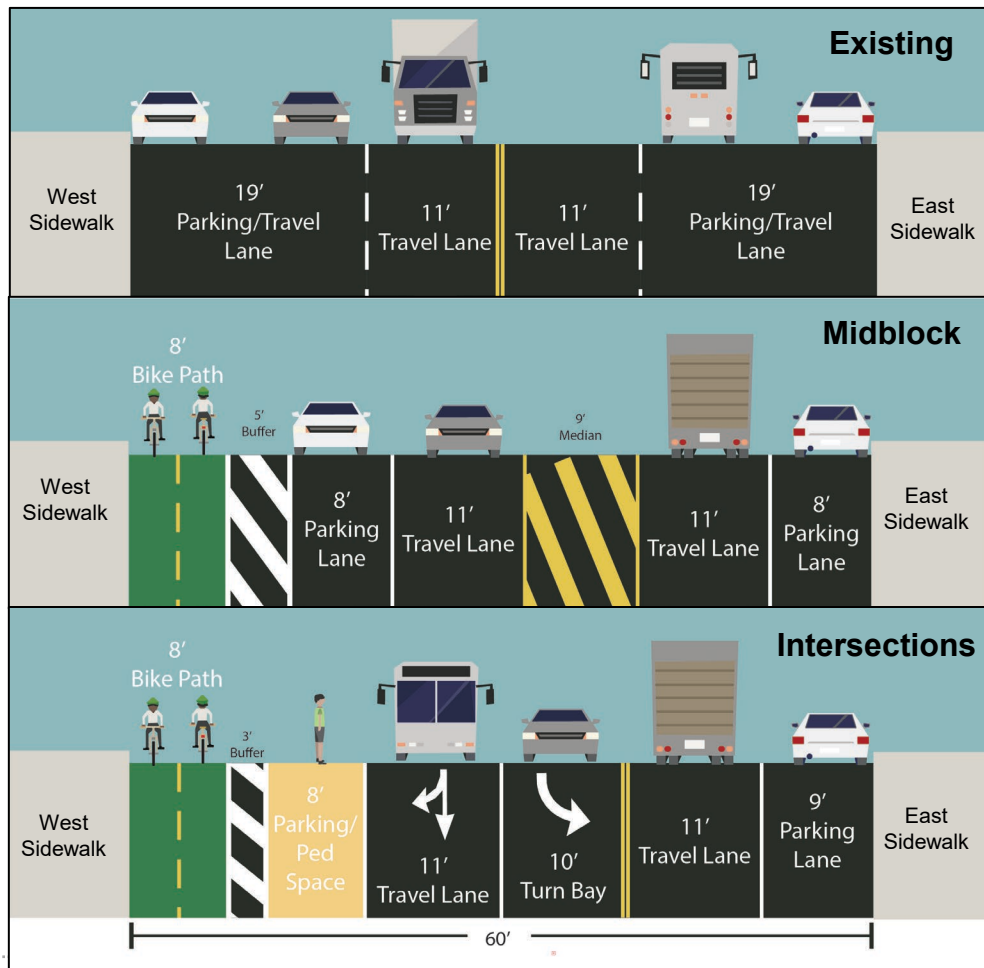 Existing
West
Sidewalk
19'
Parking/Travel
Lane
11'
Travel Lane
11'
Travel Lane
19'
Parking/Travel
Lane
East
Sidewalk
Midblock
8'
Bike Path
5'
Buffer
9'
Median
West
Sidewalk
8'
Parking
Lane
11'
Travel Lane
11'
Travel Lane
8'
Parking
Lane
East
Sidewalk
Intersections
8'
Bike Path
3'
Buffer
West
Sidewalk
8'
Parking/
Ped
Space
11'
Travel Lane
10'
Turn Bay
11'
Travel Lane
9'
Parking
Lane
East
Sidewalk
60'